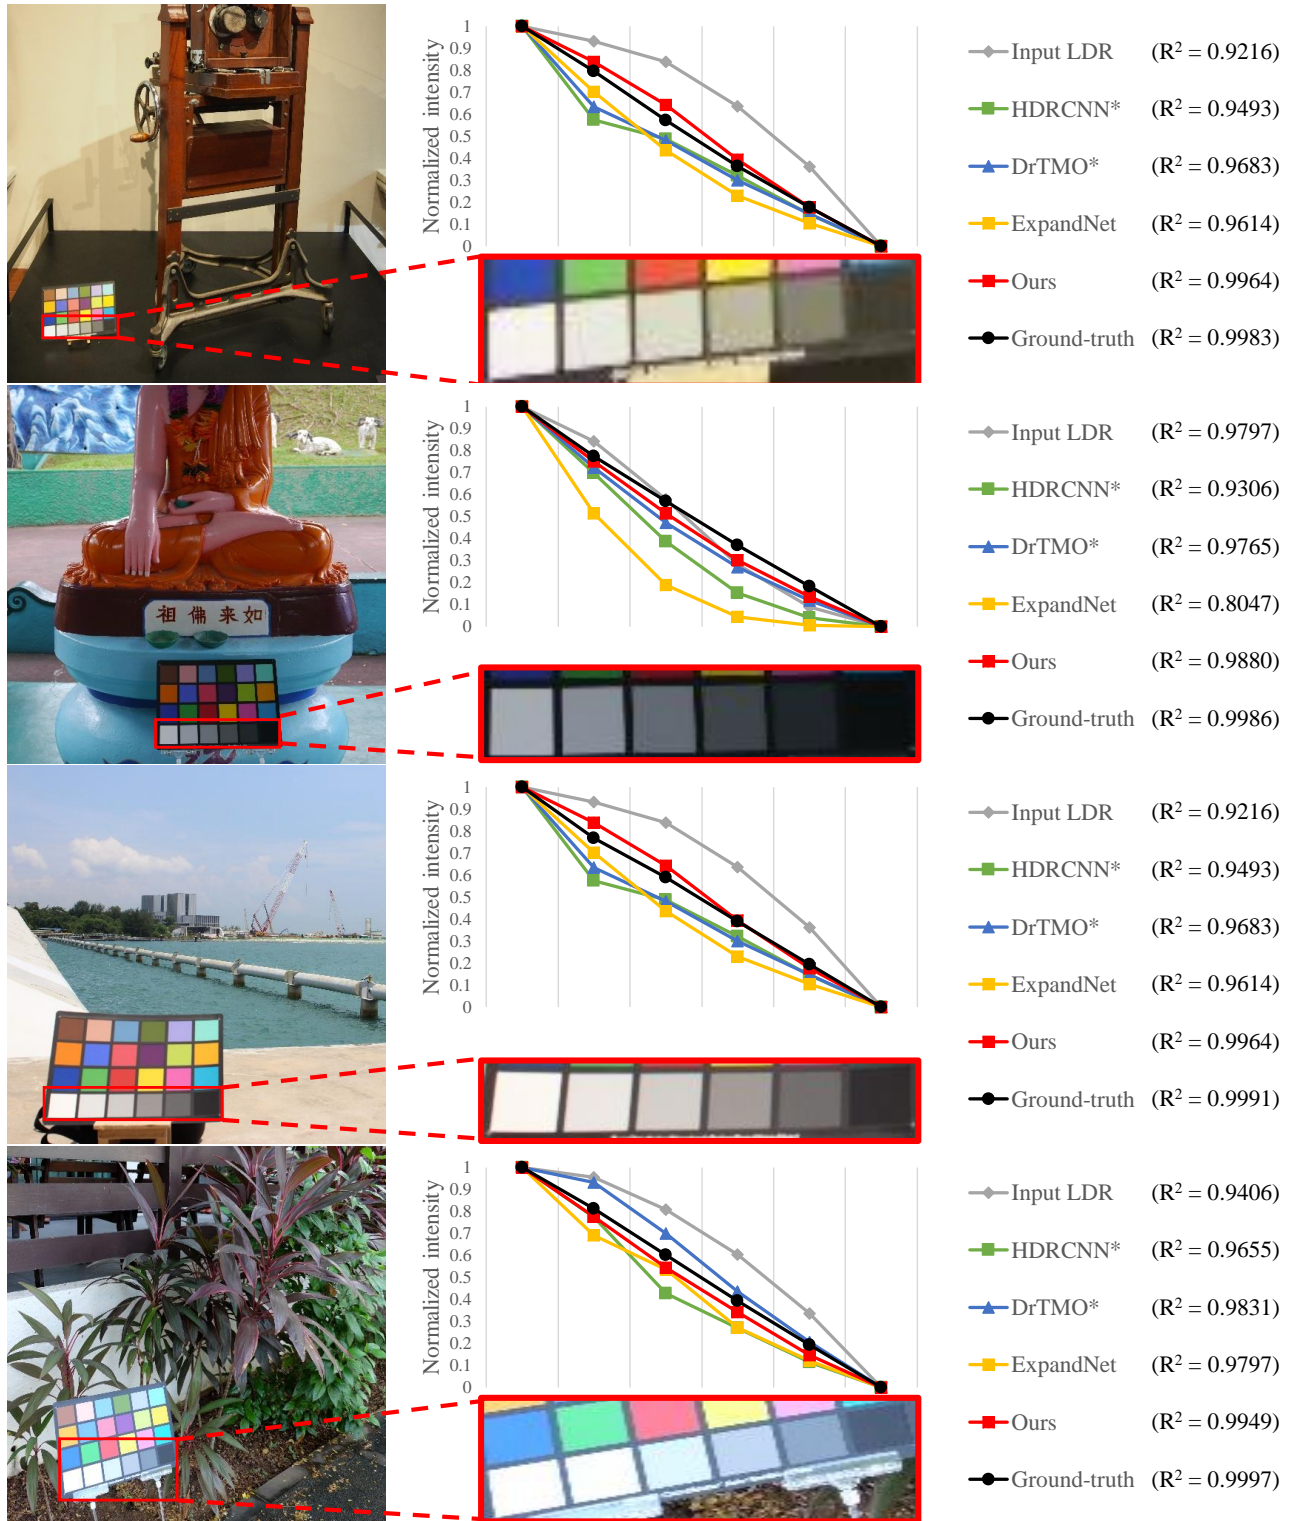 Normalized intensity
1
0.9
0.8
0.7
0.6
0.5
0.4
0.3
0.2
0.1
0
Input LDR (R² = 0.9216)
HDRCNN* (R² = 0.9493)
DrTMO* (R² = 0.9683)
ExpandNet (R² = 0.9614)
Ours (R² = 0.9964)
Ground-truth (R² = 0.9983)
祖佛来如
Normalized intensity
1
0.9
0.8
0.7
0.6
0.5
0.4
0.3
0.2
0.1
0
Input LDR (R² = 0.9797)
HDRCNN* (R² = 0.9306)
DrTMO* (R² = 0.9765)
ExpandNet (R² = 0.8047)
Ours (R² = 0.9880)
Ground-truth (R² = 0.9986)
Normalized intensity
1
0.9
0.8
0.7
0.6
0.5
0.4
0.3
0.2
0.1
0
Input LDR (R² = 0.9216)
HDRCNN* (R² = 0.9493)
DrTMO* (R² = 0.9683)
ExpandNet (R² = 0.9614)
Ours (R² = 0.9964)
Ground-truth (R² = 0.9991)
Normalized intensity
1
0.9
0.8
0.7
0.6
0.5
0.4
0.3
0.2
0.1
0
Input LDR (R² = 0.9406)
HDRCNN* (R² = 0.9655)
DrTMO* (R² = 0.9831)
ExpandNet (R² = 0.9797)
Ours (R² = 0.9949)
Ground-truth (R² = 0.9997)